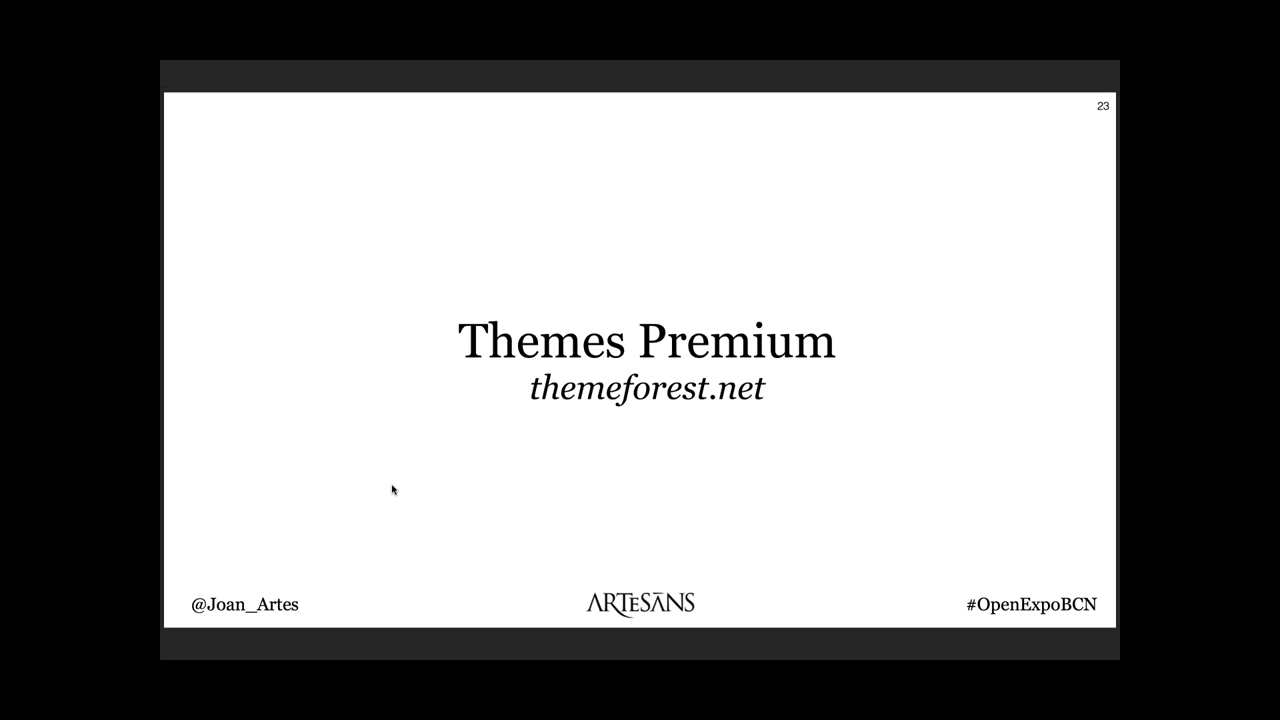 23
Themes Premium
themeforest.net
@Joan_Artes
ARTESANS
#OpenExpoBCN